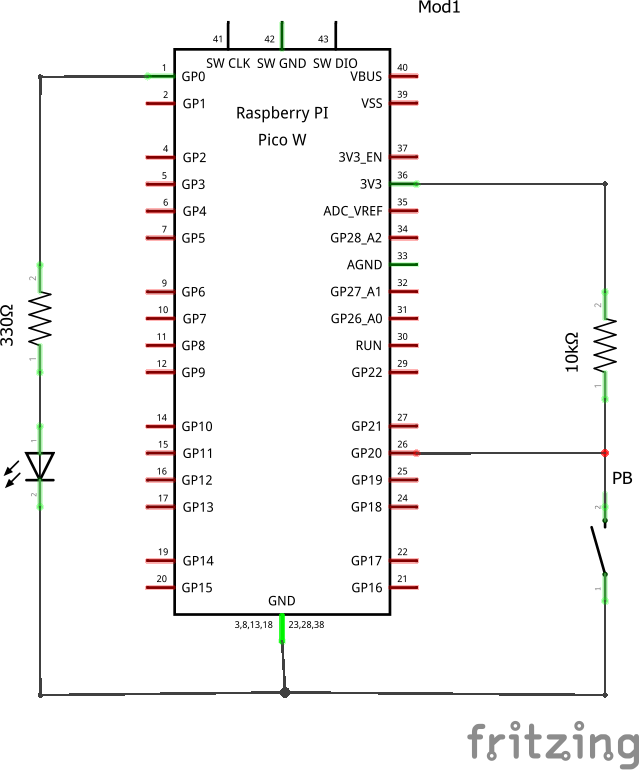 Mod1
41 42 43
SW CLK SW GND SW DIO
1 GP0 VBUS 40
2 GP1 VSS 39
Raspberry PI
Pico W
4 GP2 3V3_EN 37
5 GP3 3V3 36
6 GP4 ADC_VREF 35
7 GP5 GP28_A2 34
AGND 33
9 GP6 GP27_A1 32
10 GP7 GP26_A0 31
11 GP8 RUN 30
12 GP9 GP22 29
14 GP10 GP21 27
15 GP11 GP20 26
16 GP12 GP19 25
17 GP13 GP18 24
19 GP14 GP17 22
20 GP15 GP16 21
GND
3,8,13,18 23,28,38
2
330Ω
1
1
2
2
10kΩ
1
PB
2
1
fritzing